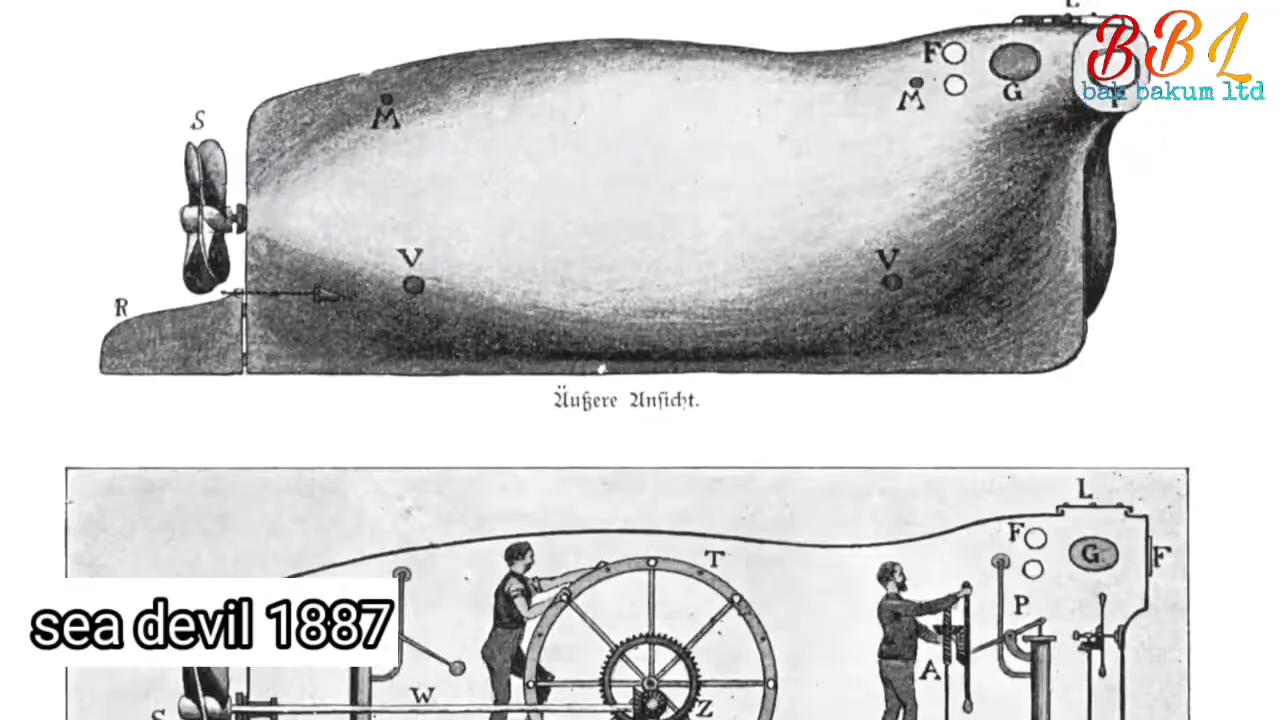 L
BBL
bak bakum ltd
F
M
G
M
S
V
V
R
Äußere Ansicht.
L
F
G
F
T
P
A
sea devil 1887
W
Z
S